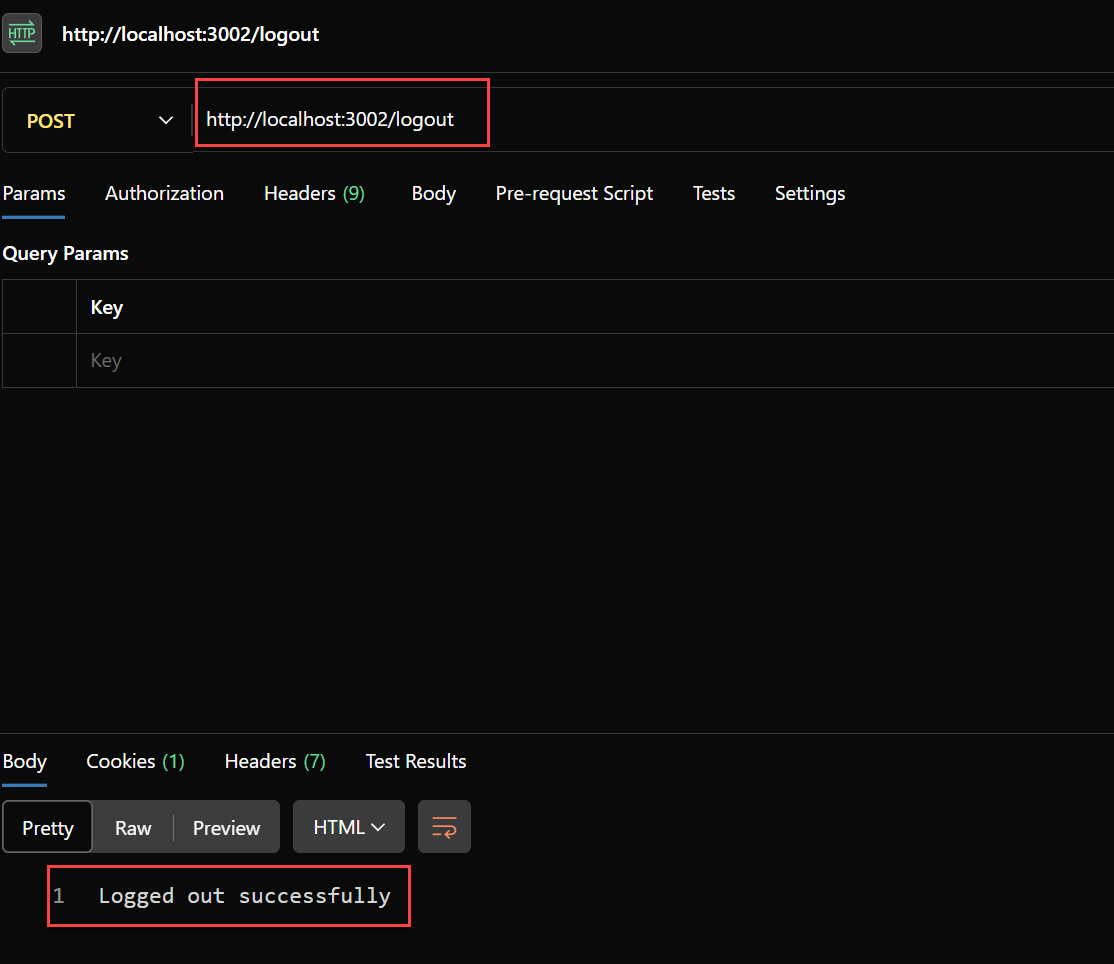 HTTP http://localhost:3002/logout
POST http://localhost:3002/logout
Params Authorization Headers (9) Body Pre-request Script Tests Settings
Query Params
Key
Key
Body Cookies (1) Headers (7) Test Results
Pretty Raw Preview HTML
1 Logged out successfully